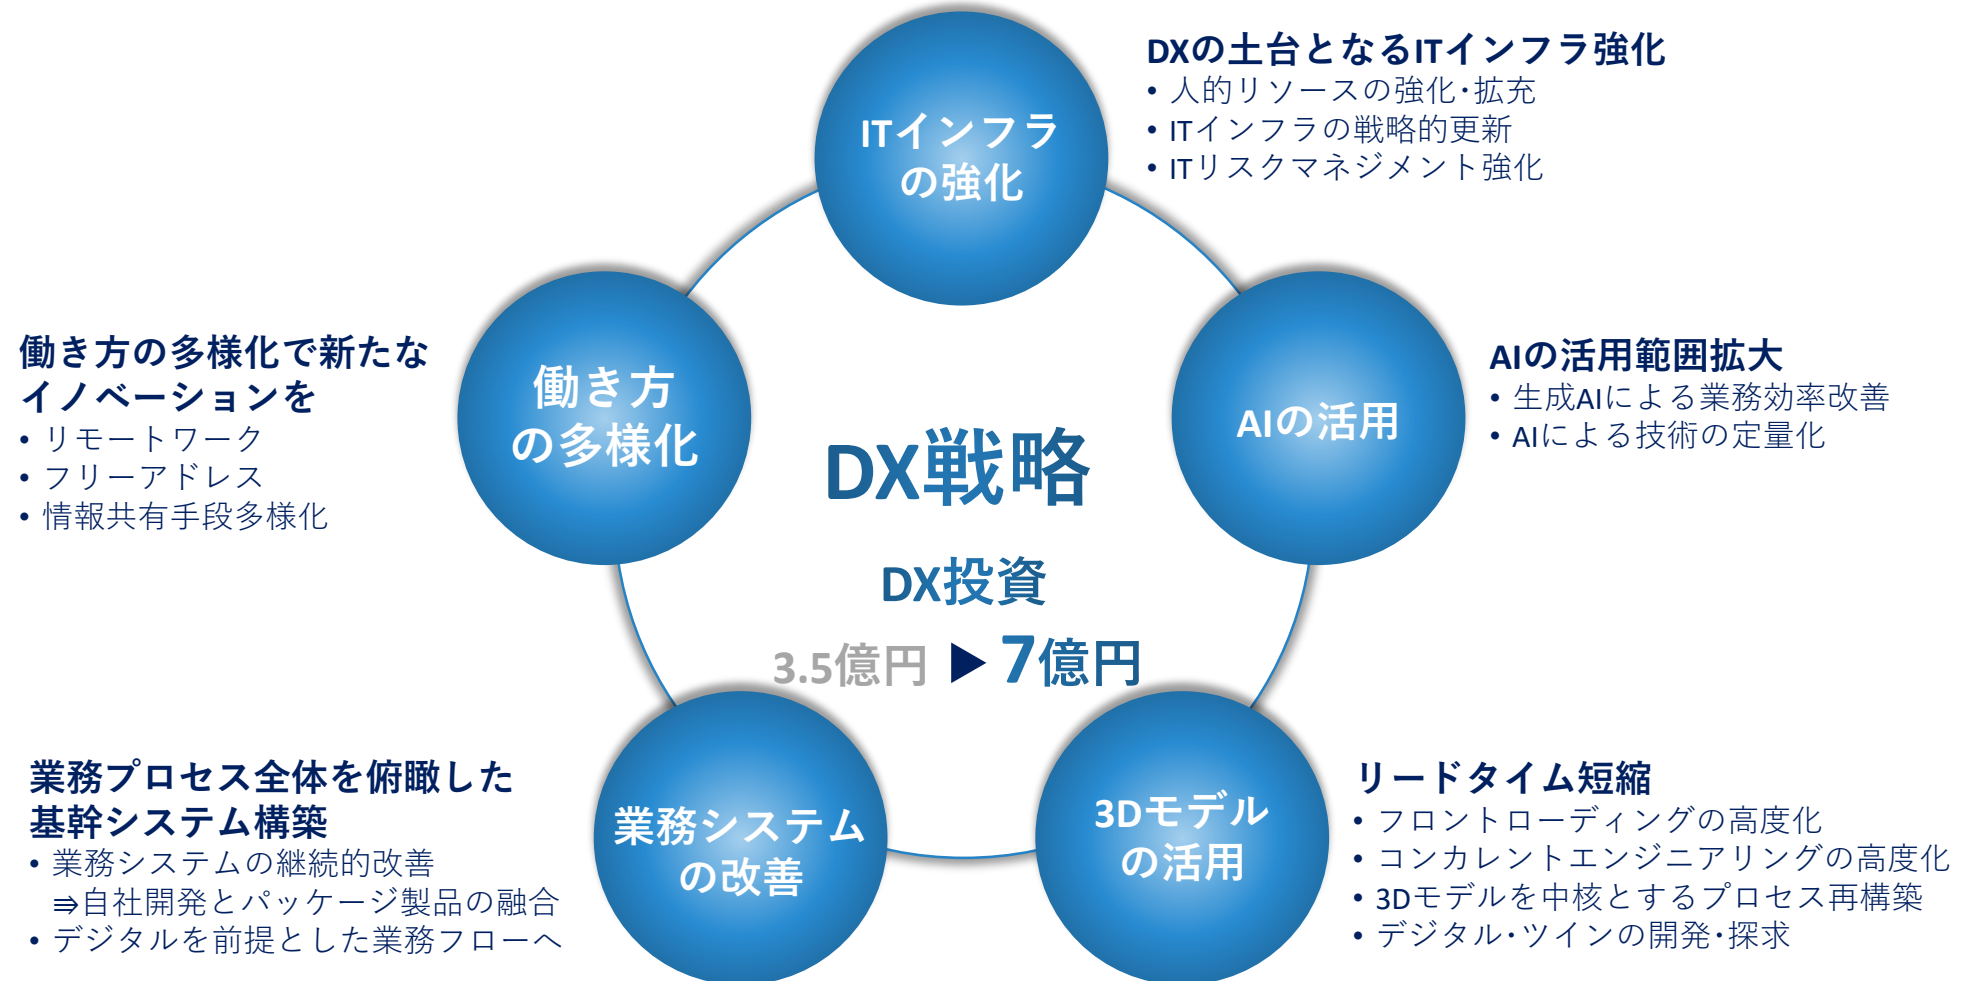 ITインフラ
の強化
DXの土台となるITインフラ強化
• 人的リソースの強化･拡充
• ITインフラの戦略的更新
• ITリスクマネジメント強化
AIの活用
AIの活用範囲拡大
• 生成AIによる業務効率改善
• AIによる技術の定量化
3Dモデル
の活用
リードタイム短縮
• フロントローディングの高度化
• コンカレントエンジニアリングの高度化
• 3Dモデルを中核とするプロセス再構築
• デジタル･ツインの開発･探求
業務システム
の改善
業務プロセス全体を俯瞰した
基幹システム構築
• 業務システムの継続的改善
⇛自社開発とパッケージ製品の融合
• デジタルを前提とした業務フローへ
働き方
の多様化
働き方の多様化で新たな
イノベーションを
• リモートワーク
• フリーアドレス
• 情報共有手段多様化
DX戦略
DX投資
3.5億円 ▶ 7億円